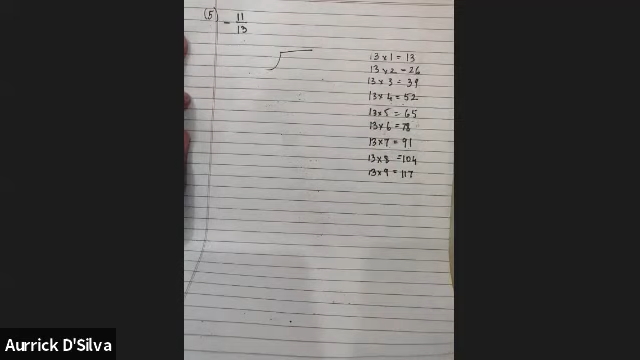 (5) - 11/13
13 x 1 = 13
13 x 2 = 26
13 x 3 = 39
13 x 4 = 52
13 x 5 = 65
13 x 6 = 78
13 x 7 = 91
13 x 8 = 104
13 x 9 = 117
Aurrick D'Silva